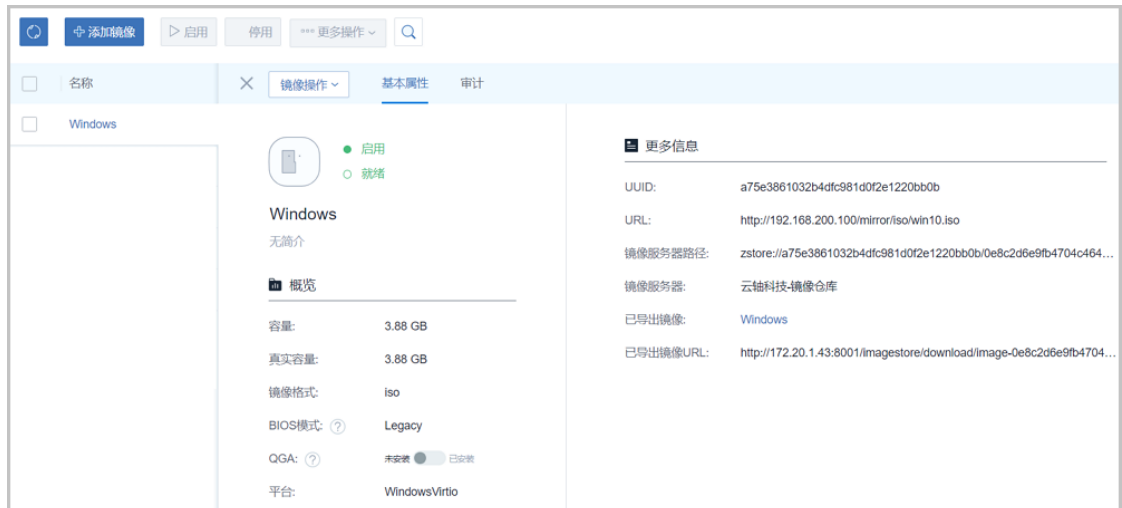 添加镜像 启用 停用 更多操作
名称 镜像操作 基本属性 审计
Windows
启用
就绪
Windows
无简介
概览
容量: 3.88 GB
真实容量: 3.88 GB
镜像格式: iso
BIOS模式: ? Legacy
QGA: ? 未安装 已安装
平台: WindowsVirtio
更多信息
UUID: a75e3861032b4dfc981d0f2e1220bb0b
URL: http://192.168.200.100/mirror/iso/win10.iso
镜像服务器路径: zstore://a75e3861032b4dfc981d0f2e1220bb0b/0e8c2d6e9fb4704c464...
镜像服务器: 云轴科技-镜像仓库
已导出镜像: Windows
已导出镜像URL: http://172.20.1.43:8001/imagestore/download/image-0e8c2d6e9fb4704...